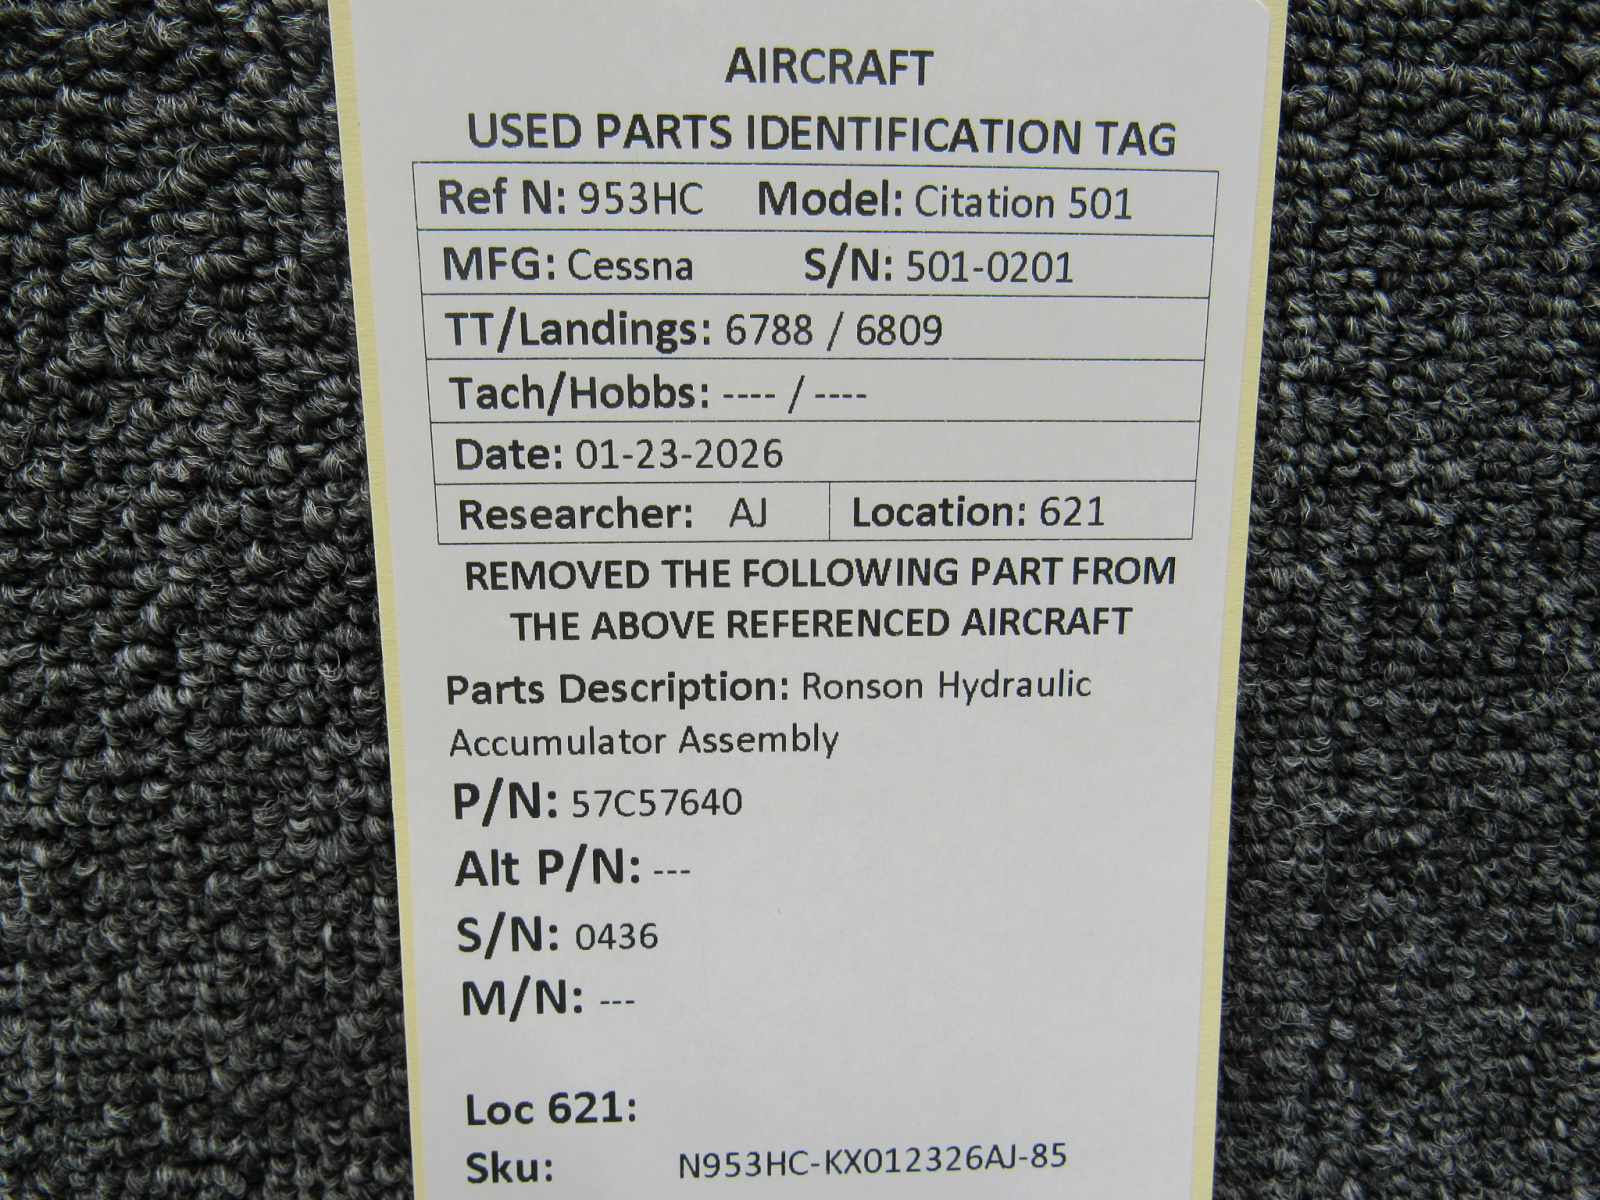 AIRCRAFT
USED PARTS IDENTIFICATION TAG
Ref N: 953HC Model: Citation 501
MFG: Cessna S/N: 501-0201
TT/Landings: 6788 / 6809
Tach/Hobbs: ---- / ----
Date: 01-23-2026
Researcher: AJ Location: 621
REMOVED THE FOLLOWING PART FROM
THE ABOVE REFERENCED AIRCRAFT
Parts Description: Ronson Hydraulic
Accumulator Assembly
P/N: 57C57640
Alt P/N: ---
S/N: 0436
M/N: ---
Loc 621:
Sku: N953HC-KX012326AJ-85